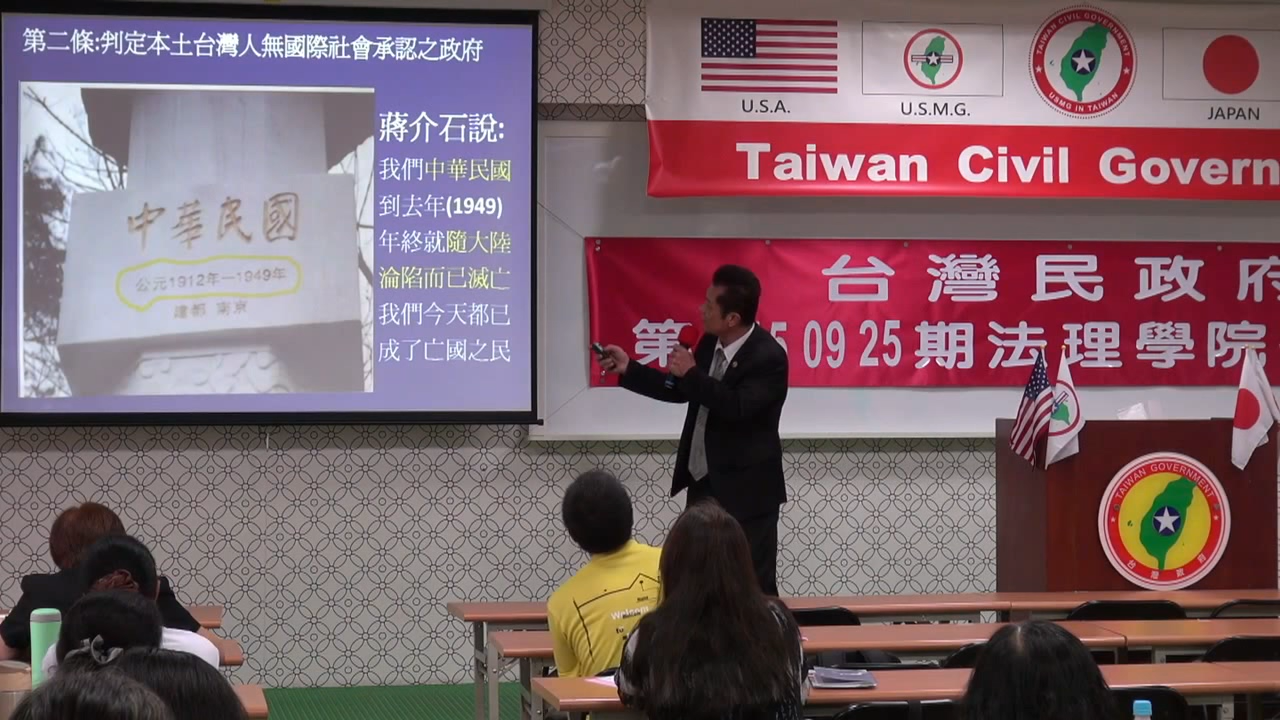 第二條:判定本土台灣人無國際社會承認之政府
中華民國
公元1912年—1949年
建都 南京
蔣介石說:
我們中華民國
到去年(1949)
年終就隨大陸
淪陷而已滅亡
我們今天都已
成了亡國之民
U.S.A.
U.S.M.G.
TAIWAN CIVIL GOVERNMENT
USMG IN TAIWAN
JAPAN
Taiwan Civil Govern
台灣民政府
第 5 09 25 期法理學院
TAIWAN GOVERNMENT
台灣政府
Welcom